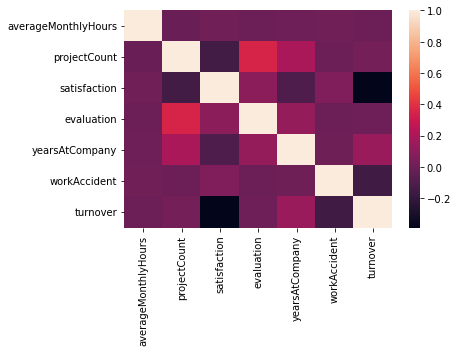 averageMonthlyHours
projectCount
satisfaction
evaluation
yearsAtCompany
workAccident
turnover
averageMonthlyHours
projectCount
satisfaction
evaluation
yearsAtCompany
workAccident
turnover
1.0
0.8
0.6
0.4
0.2
0.0
−0.2